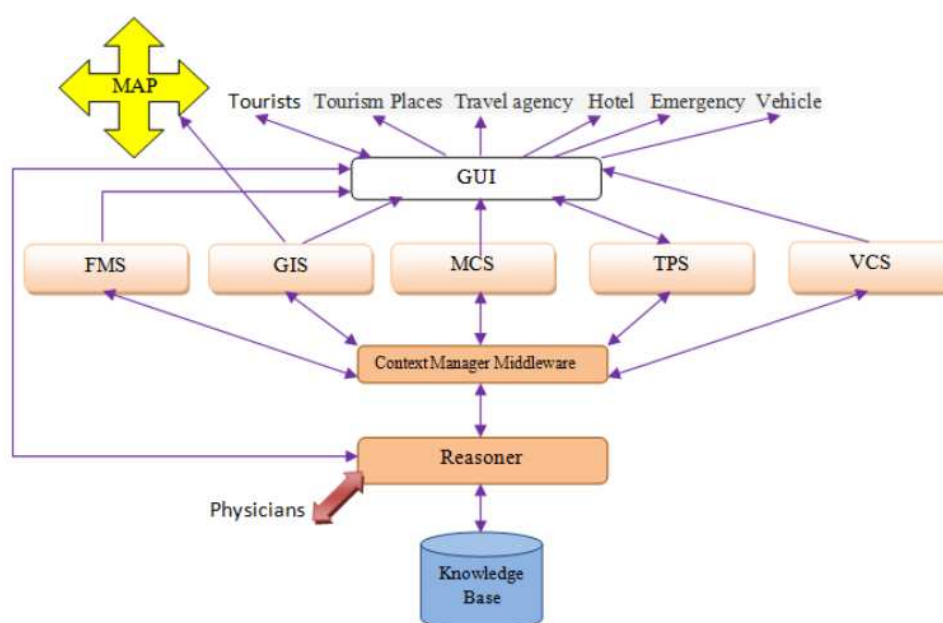 MAP
Tourists Tourism Places Travel agency Hotel Emergency Vehicle
GUI
FMS GIS MCS TPS VCS
Context Manager Middleware
Reasoner
Physicians
Knowledge
Base